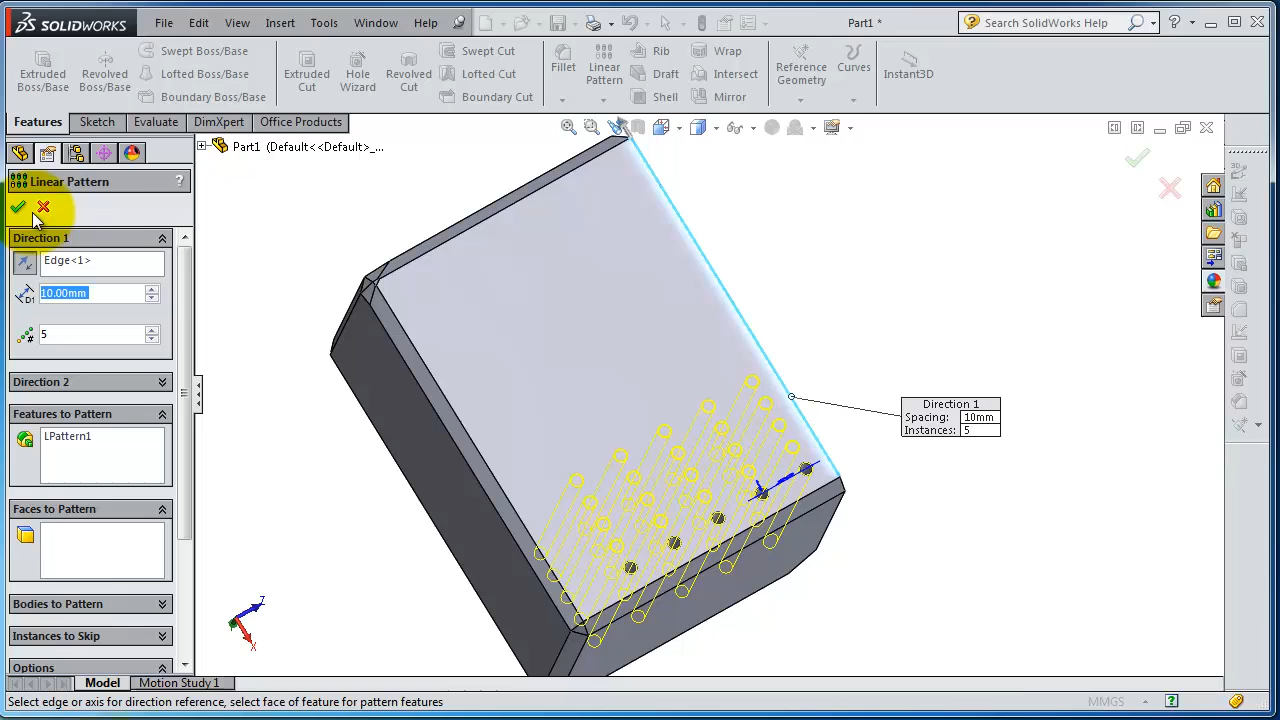 SOLIDWORKS
File Edit View Insert Tools Window Help
Part1 *
Search SolidWorks Help
Extruded Boss/Base
Revolved Boss/Base
Swept Boss/Base
Lofted Boss/Base
Boundary Boss/Base
Extruded Cut
Hole Wizard
Revolved Cut
Swept Cut
Lofted Cut
Boundary Cut
Fillet
Linear Pattern
Rib
Draft
Shell
Wrap
Intersect
Mirror
Reference Geometry
Curves
Instant3D
Features Sketch Evaluate DimXpert Office Products
Part1 (Default<<Default>_...
Linear Pattern ?
Direction 1
Edge<1>
D1 10.00mm
# 5
Direction 2
Features to Pattern
LPattern1
Faces to Pattern
Bodies to Pattern
Instances to Skip
Options
Direction 1
Spacing: 10mm
Instances: 5
Z
X
Model Motion Study 1
Select edge or axis for direction reference, select face of feature for pattern features
MMGS